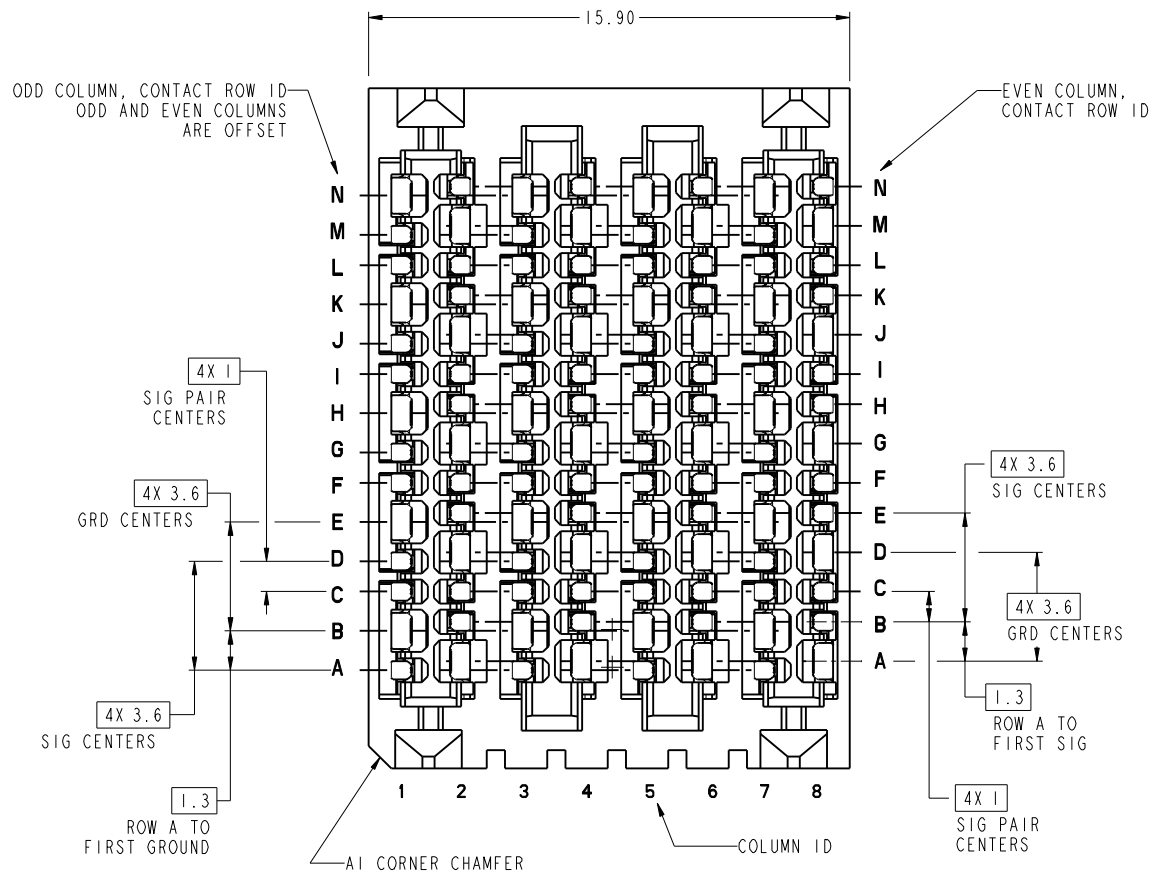 15.90
ODD COLUMN, CONTACT ROW ID
ODD AND EVEN COLUMNS
ARE OFFSET
EVEN COLUMN,
CONTACT ROW ID
N
M
L
K
J
I
H
G
F
E
D
C
B
A
N
M
L
K
J
I
H
G
F
E
D
C
B
A
4X 1
SIG PAIR
CENTERS
4X 3.6
GRD CENTERS
4X 3.6
SIG CENTERS
1.3
ROW A TO
FIRST GROUND
4X 3.6
SIG CENTERS
4X 3.6
GRD CENTERS
1.3
ROW A TO
FIRST SIG
4X 1
SIG PAIR
CENTERS
1 2 3 4 5 6 7 8
COLUMN ID
A1 CORNER CHAMFER